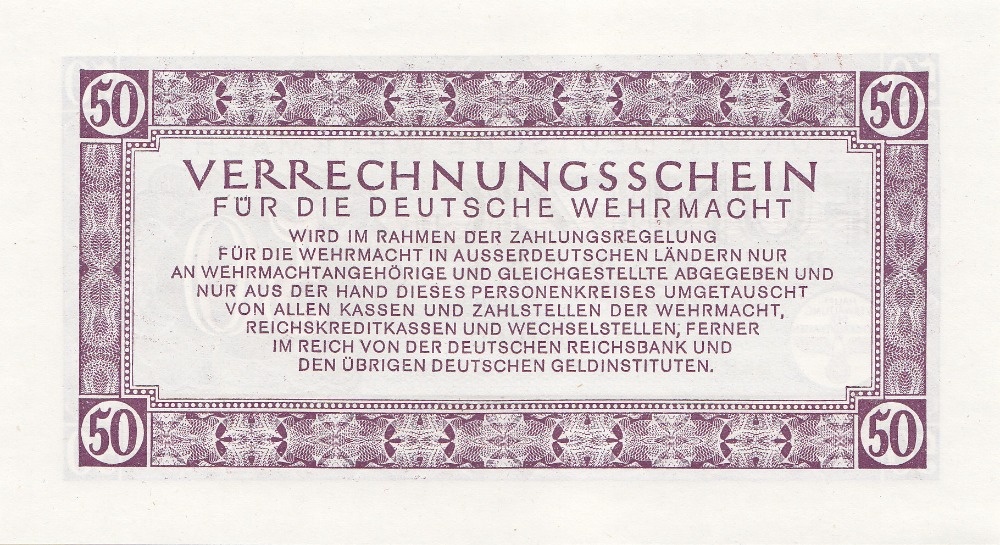 50 50
VERRECHNUNGSSCHEIN
FÜR DIE DEUTSCHE WEHRMACHT
WIRD IM RAHMEN DER ZAHLUNGSREGELUNG
FÜR DIE WEHRMACHT IN AUSSERDEUTSCHEN LÄNDERN NUR
AN WEHRMACHTANGEHÖRIGE UND GLEICHGESTELLTE ABGEGEBEN UND
NUR AUS DER HAND DIESES PERSONENKREISES UMGETAUSCHT
VON ALLEN KASSEN UND ZAHLSTELLEN DER WEHRMACHT,
REICHSKREDITKASSEN UND WECHSELSTELLEN, FERNER
IM REICH VON DER DEUTSCHEN REICHSBANK UND
DEN ÜBRIGEN DEUTSCHEN GELDINSTITUTEN.
50 50